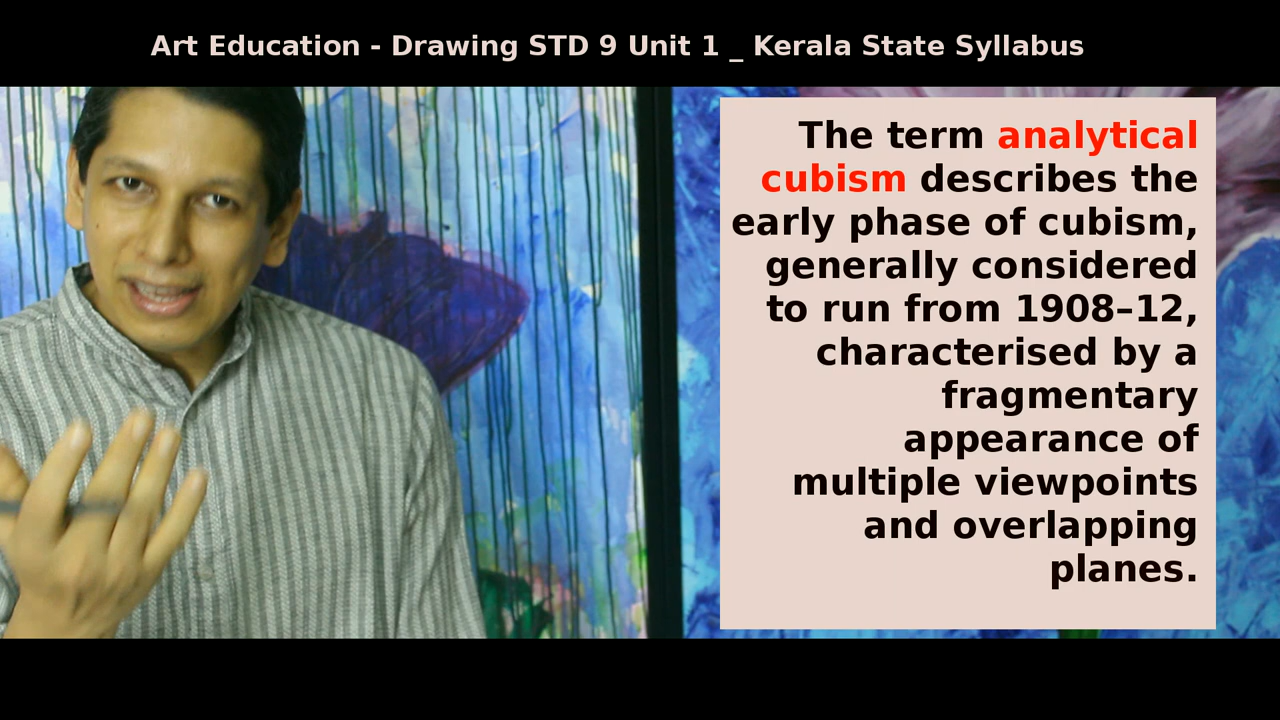 Art Education - Drawing STD 9 Unit 1 _ Kerala State Syllabus
The term analytical
cubism describes the
early phase of cubism,
generally considered
to run from 1908–12,
characterised by a
fragmentary
appearance of
multiple viewpoints
and overlapping
planes.